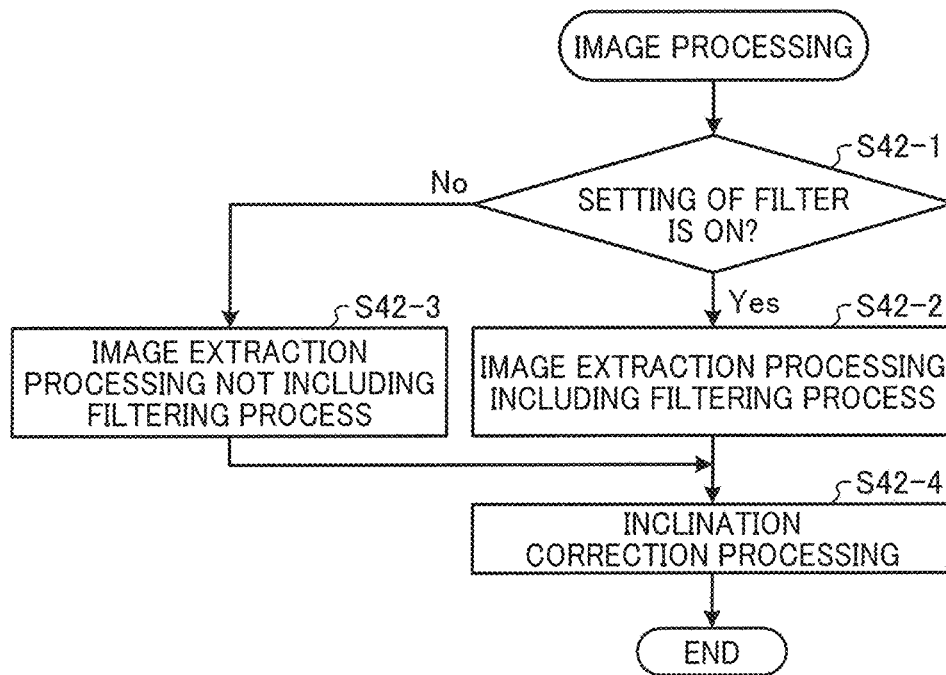 IMAGE PROCESSING
S42-1
No
SETTING OF FILTER
IS ON?
S42-3
Yes
S42-2
IMAGE EXTRACTION
PROCESSING NOT INCLUDING
FILTERING PROCESS
IMAGE EXTRACTION PROCESSING
INCLUDING FILTERING PROCESS
S42-4
INCLINATION
CORRECTION PROCESSING
END